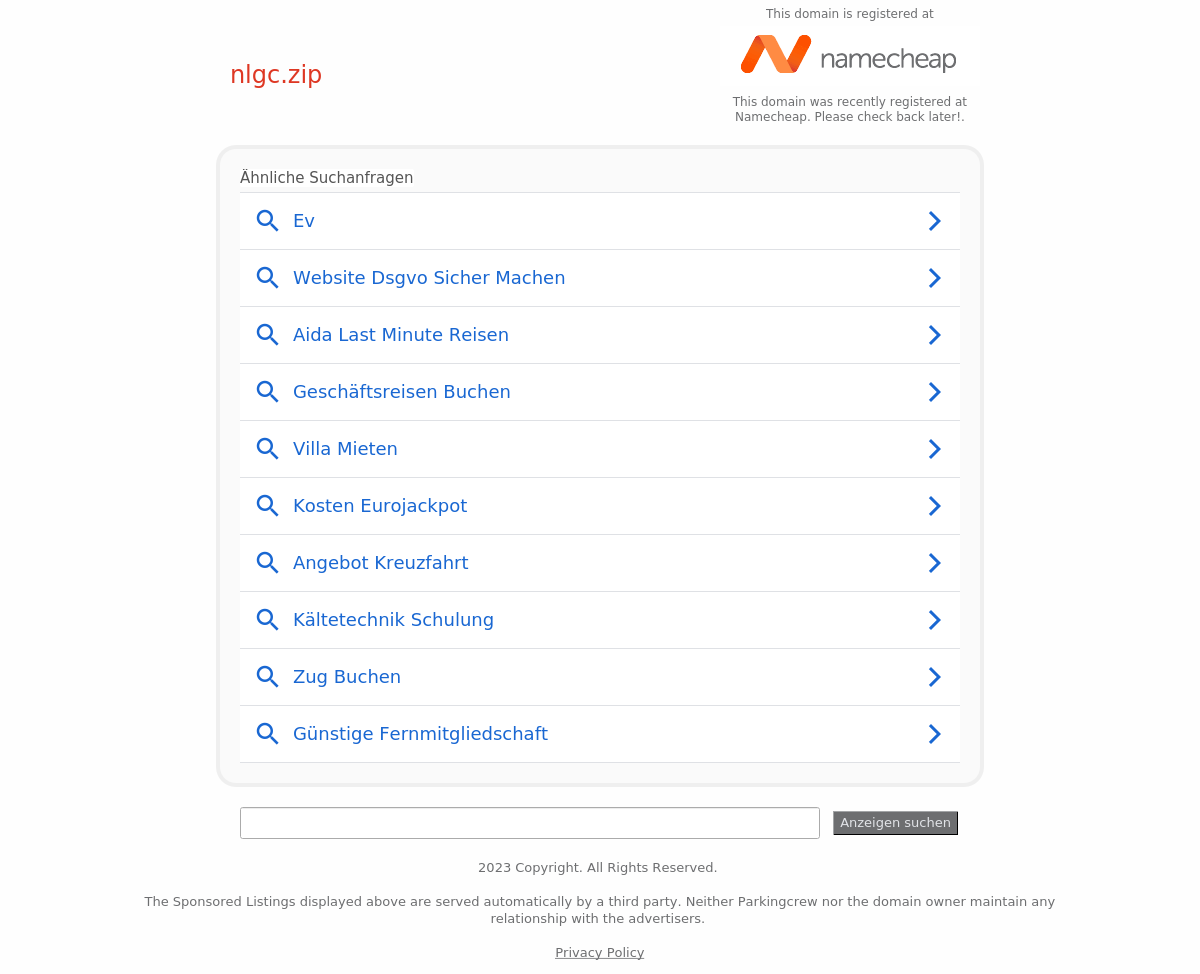 This domain is registered at
namecheap
nlgc.zip
This domain was recently registered at
Namecheap. Please check back later!.
Ähnliche Suchanfragen
Ev
Website Dsgvo Sicher Machen
Aida Last Minute Reisen
Geschäftsreisen Buchen
Villa Mieten
Kosten Eurojackpot
Angebot Kreuzfahrt
Kältetechnik Schulung
Zug Buchen
Günstige Fernmitgliedschaft
Anzeigen suchen
2023 Copyright. All Rights Reserved.
The Sponsored Listings displayed above are served automatically by a third party. Neither Parkingcrew nor the domain owner maintain any
relationship with the advertisers.
Privacy Policy